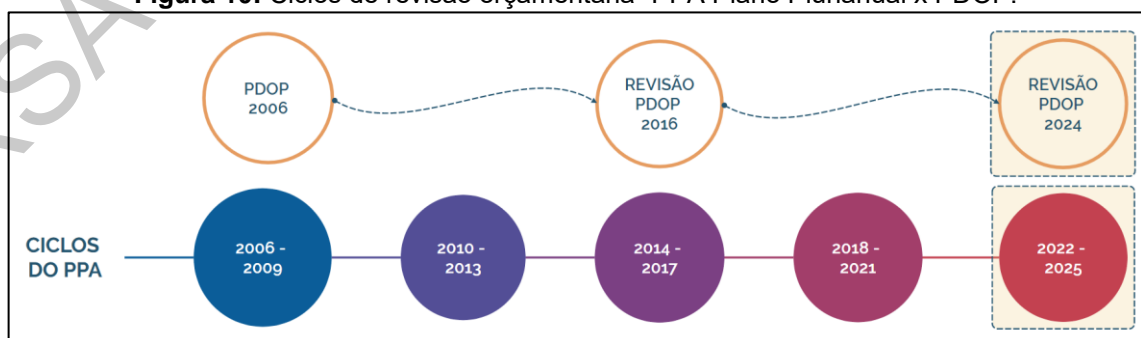 PDOP
2006
REVISÃO
PDOP
2016
REVISÃO
PDOP
2024
CICLOS
DO PPA
2006 -
2009
2010 -
2013
2014 -
2017
2018 -
2021
2022 -
2025